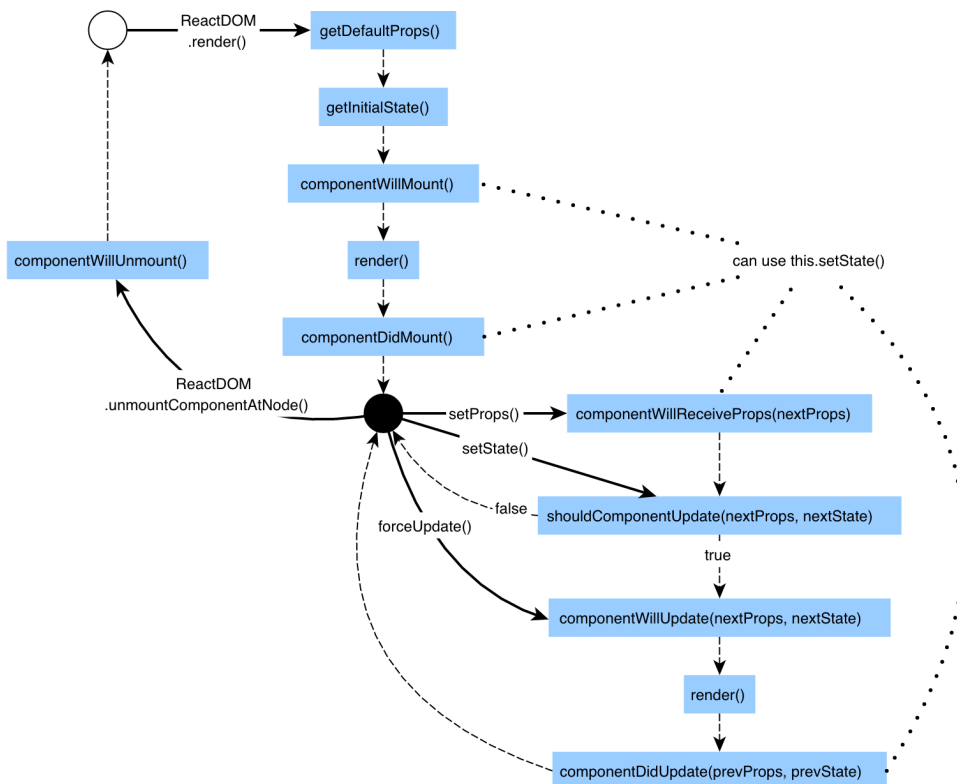 ReactDOM
.render()
getDefaultProps()
getInitialState()
componentWillMount()
componentWillUnmount()
render()
can use this.setState()
componentDidMount()
ReactDOM
.unmountComponentAtNode()
setProps()
componentWillReceiveProps(nextProps)
setState()
false
shouldComponentUpdate(nextProps, nextState)
forceUpdate()
true
componentWillUpdate(nextProps, nextState)
render()
componentDidUpdate(prevProps, prevState)